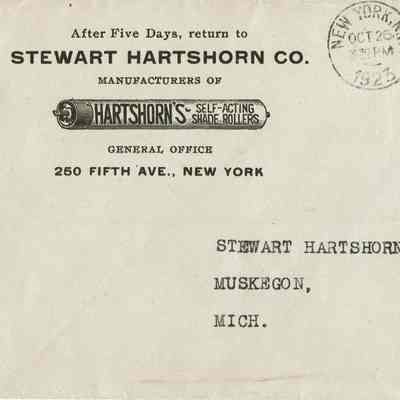 After Five Days, return to
STEWART HARTSHORN CO.
MANUFACTURERS OF
HARTSHORN'S SELF-ACTING
SHADE ROLLERS
GENERAL OFFICE
250 FIFTH AVE., NEW YORK
NEW YORK, N.
OCT 26
PM
1923
STEWART HARTSHORN
MUSKEGON,
MICH.